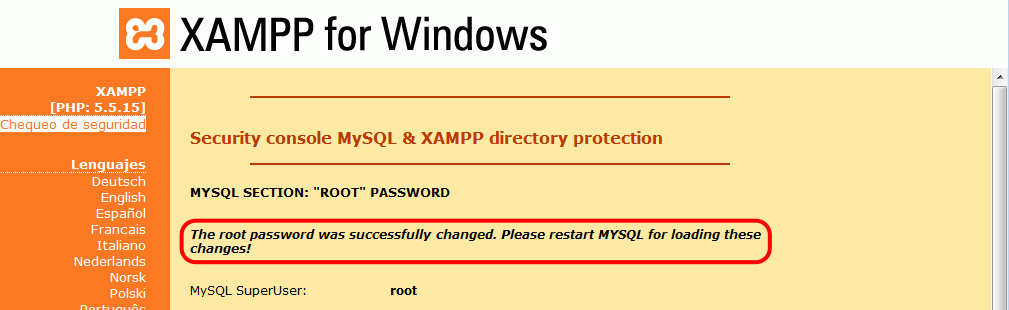 XAMPP for Windows
XAMPP
[PHP: 5.5.15]
Chequeo de seguridad
Lenguajes
Deutsch
English
Español
Francais
Italiano
Nederlands
Norsk
Polski
Português
Security console MySQL & XAMPP directory protection
MYSQL SECTION: "ROOT" PASSWORD
The root password was successfully changed. Please restart MYSQL for loading these
changes!
MySQL SuperUser: root